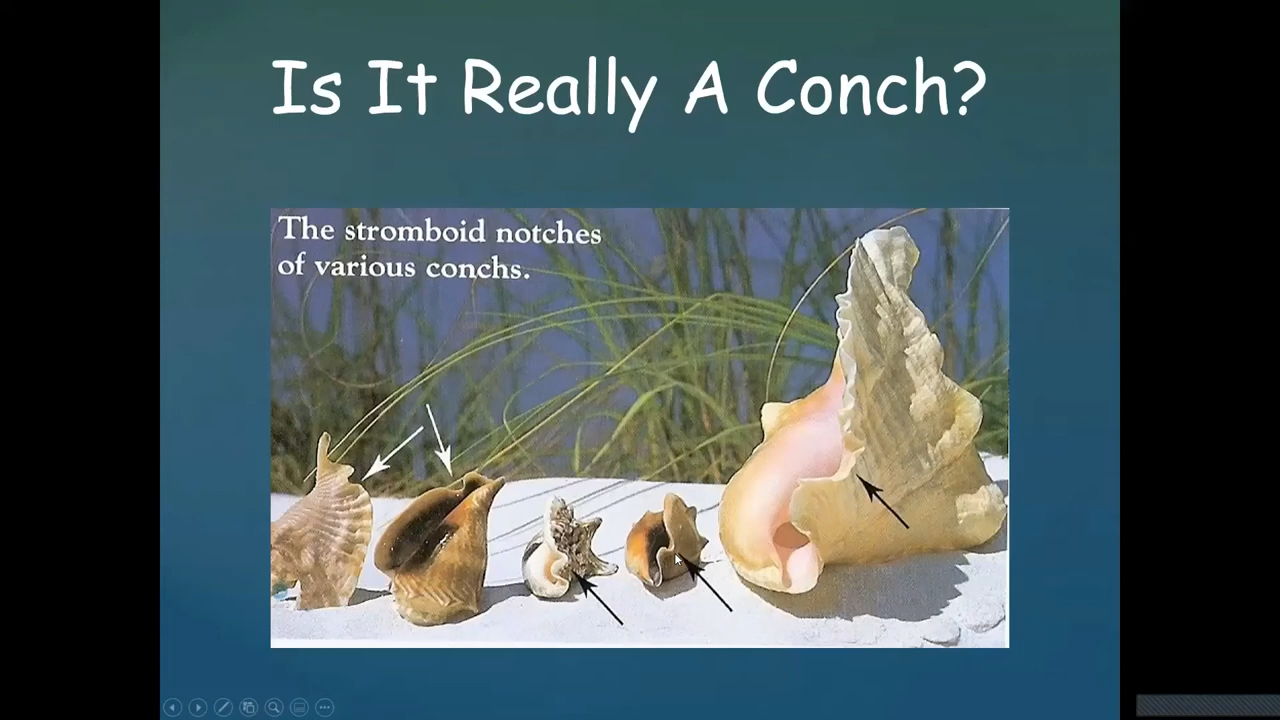 Is It Really A Conch?
The stromboid notches
of various conchs.